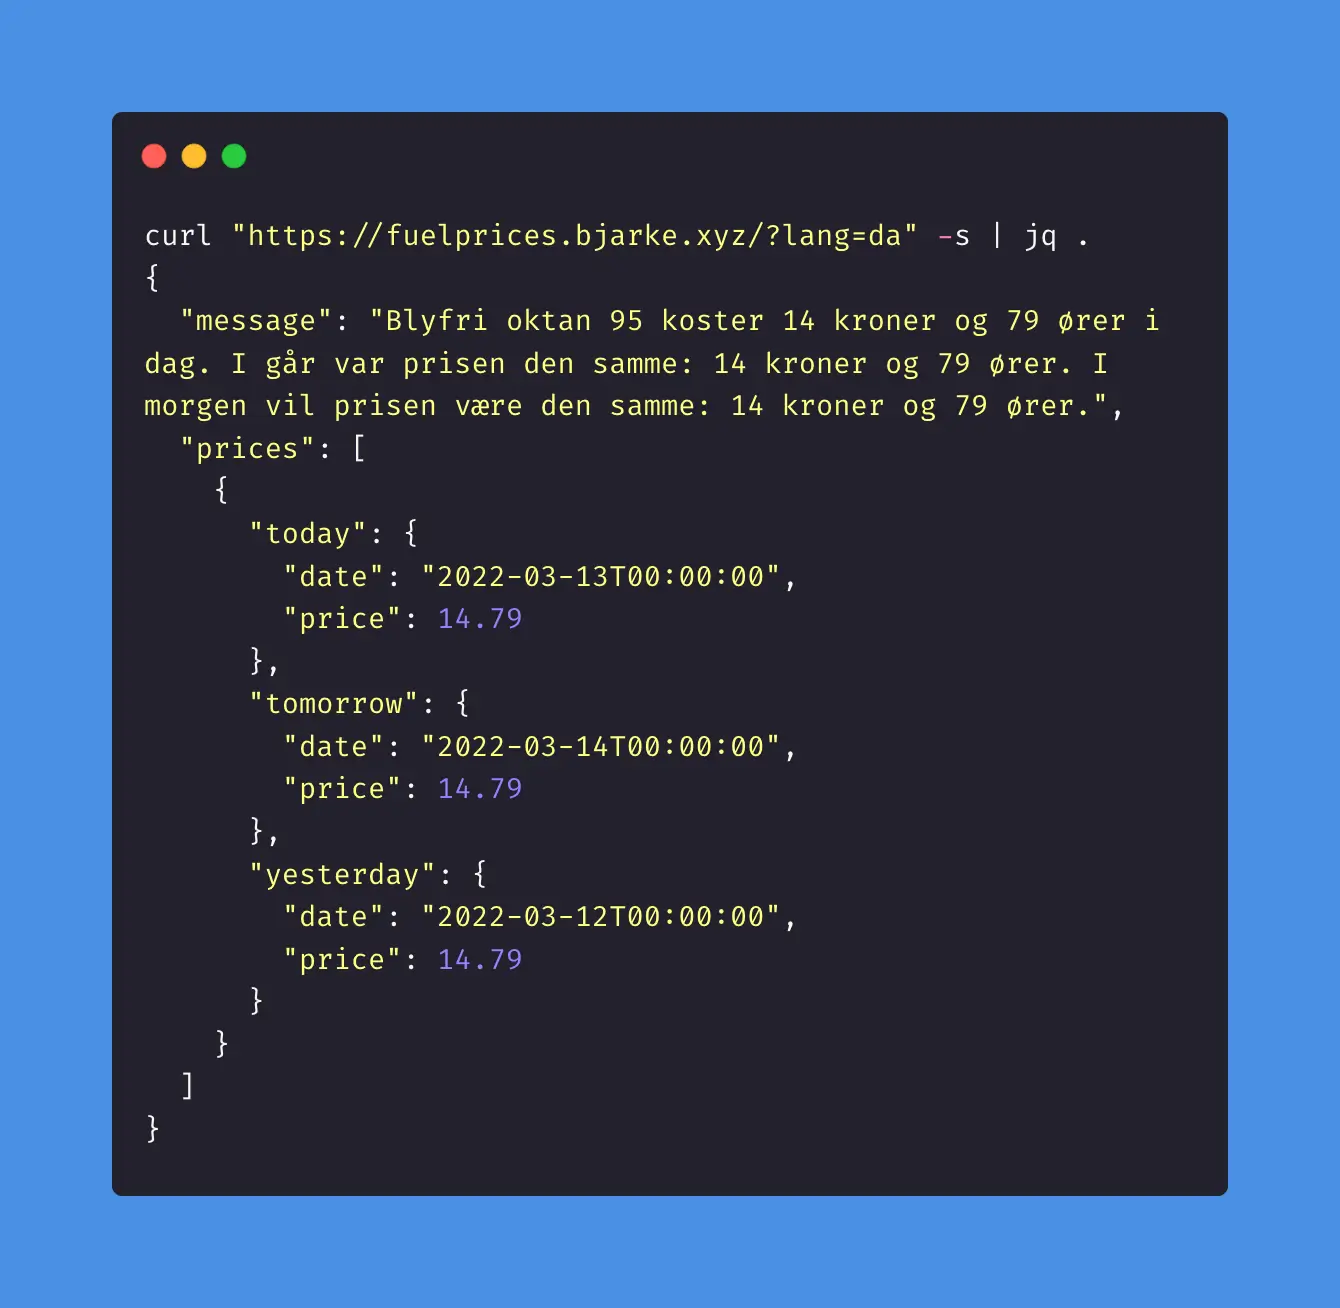 curl "https://fuelprices.bjarke.xyz/?lang=da" -s | jq .
{
  "message": "Blyfri oktan 95 koster 14 kroner og 79 ører i
dag. I går var prisen den samme: 14 kroner og 79 ører. I
morgen vil prisen være den samme: 14 kroner og 79 ører.",
  "prices": [
    {
      "today": {
        "date": "2022-03-13T00:00:00",
        "price": 14.79
      },
      "tomorrow": {
        "date": "2022-03-14T00:00:00",
        "price": 14.79
      },
      "yesterday": {
        "date": "2022-03-12T00:00:00",
        "price": 14.79
      }
    }
  ]
}